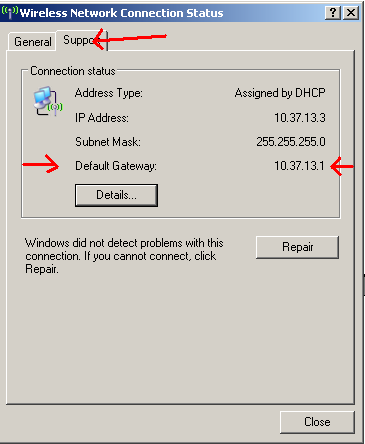 Wireless Network Connection Status
General
Connection status
Address Type: Assigned by DHCP
IP Address: 10.37.13.3
Subnet Mask: 255.255.255.0
Default Gateway: 10.37.13.1
Details...
Windows did not detect problems with this
connection. If you cannot connect, click
Repair.
Repair
Close